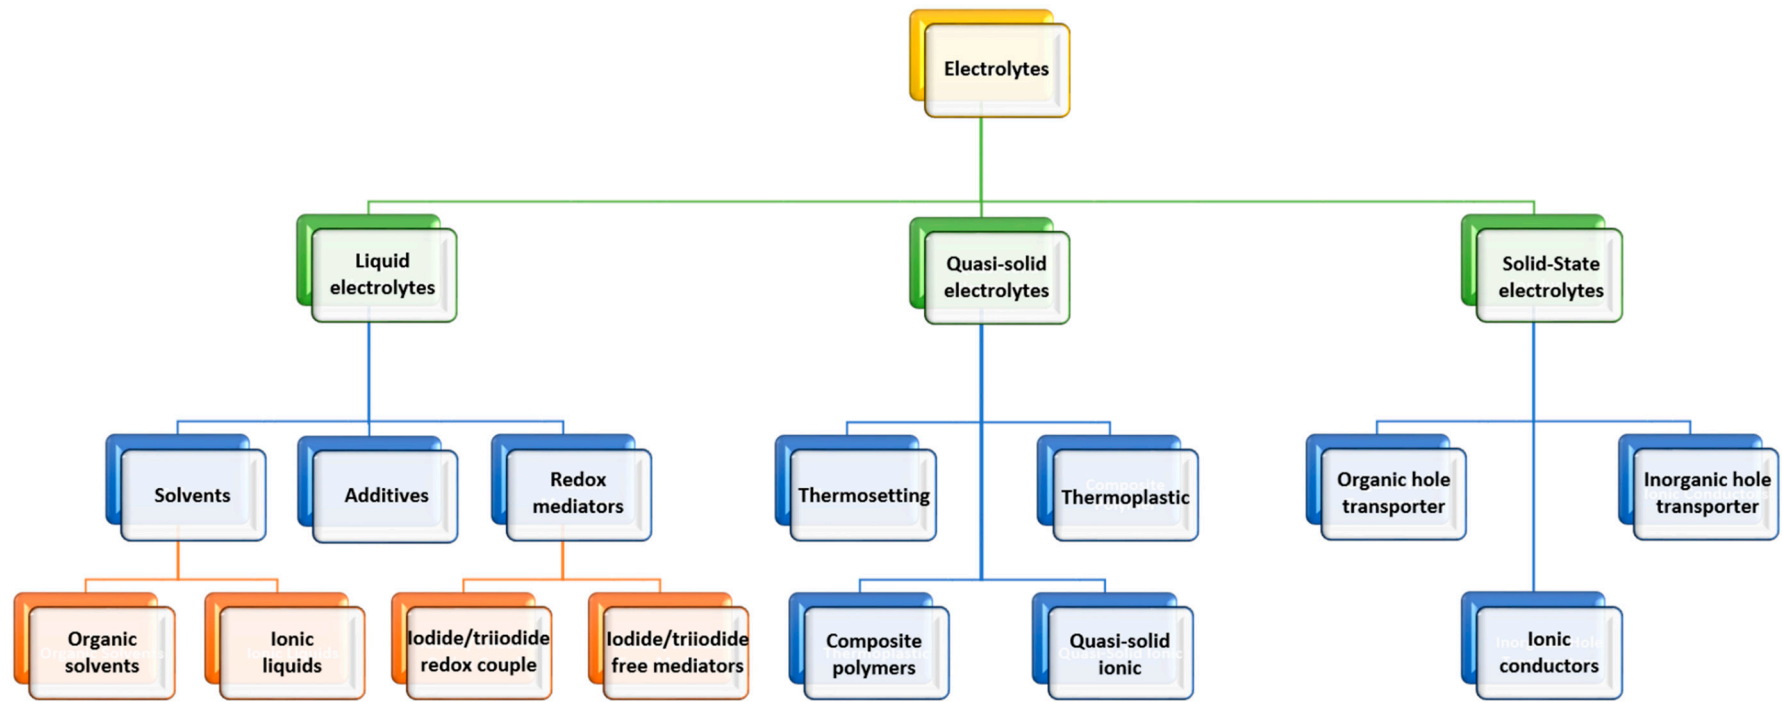 Electrolytes
Liquid
electrolytes
Quasi-solid
electrolytes
Solid-State
electrolytes
Solvents
Additives
Redox
mediators
Thermosetting
Thermoplastic
Organic hole
transporter
Inorganic hole
transporter
Organic
solvents
Ionic
liquids
Iodide/triiodide
redox couple
Iodide/triiodide
free mediators
Composite
polymers
Quasi-solid
ionic
Ionic
conductors